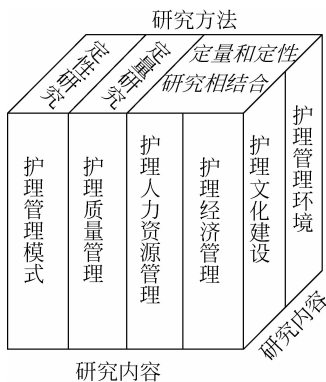 研究方法
定性研究
定量研究
定量和定性
研究相结合
护理管理模式
护理质量管理
护理人力资源管理
护理经济管理
护理文化建设
护理管理环境
研究内容
研究内容